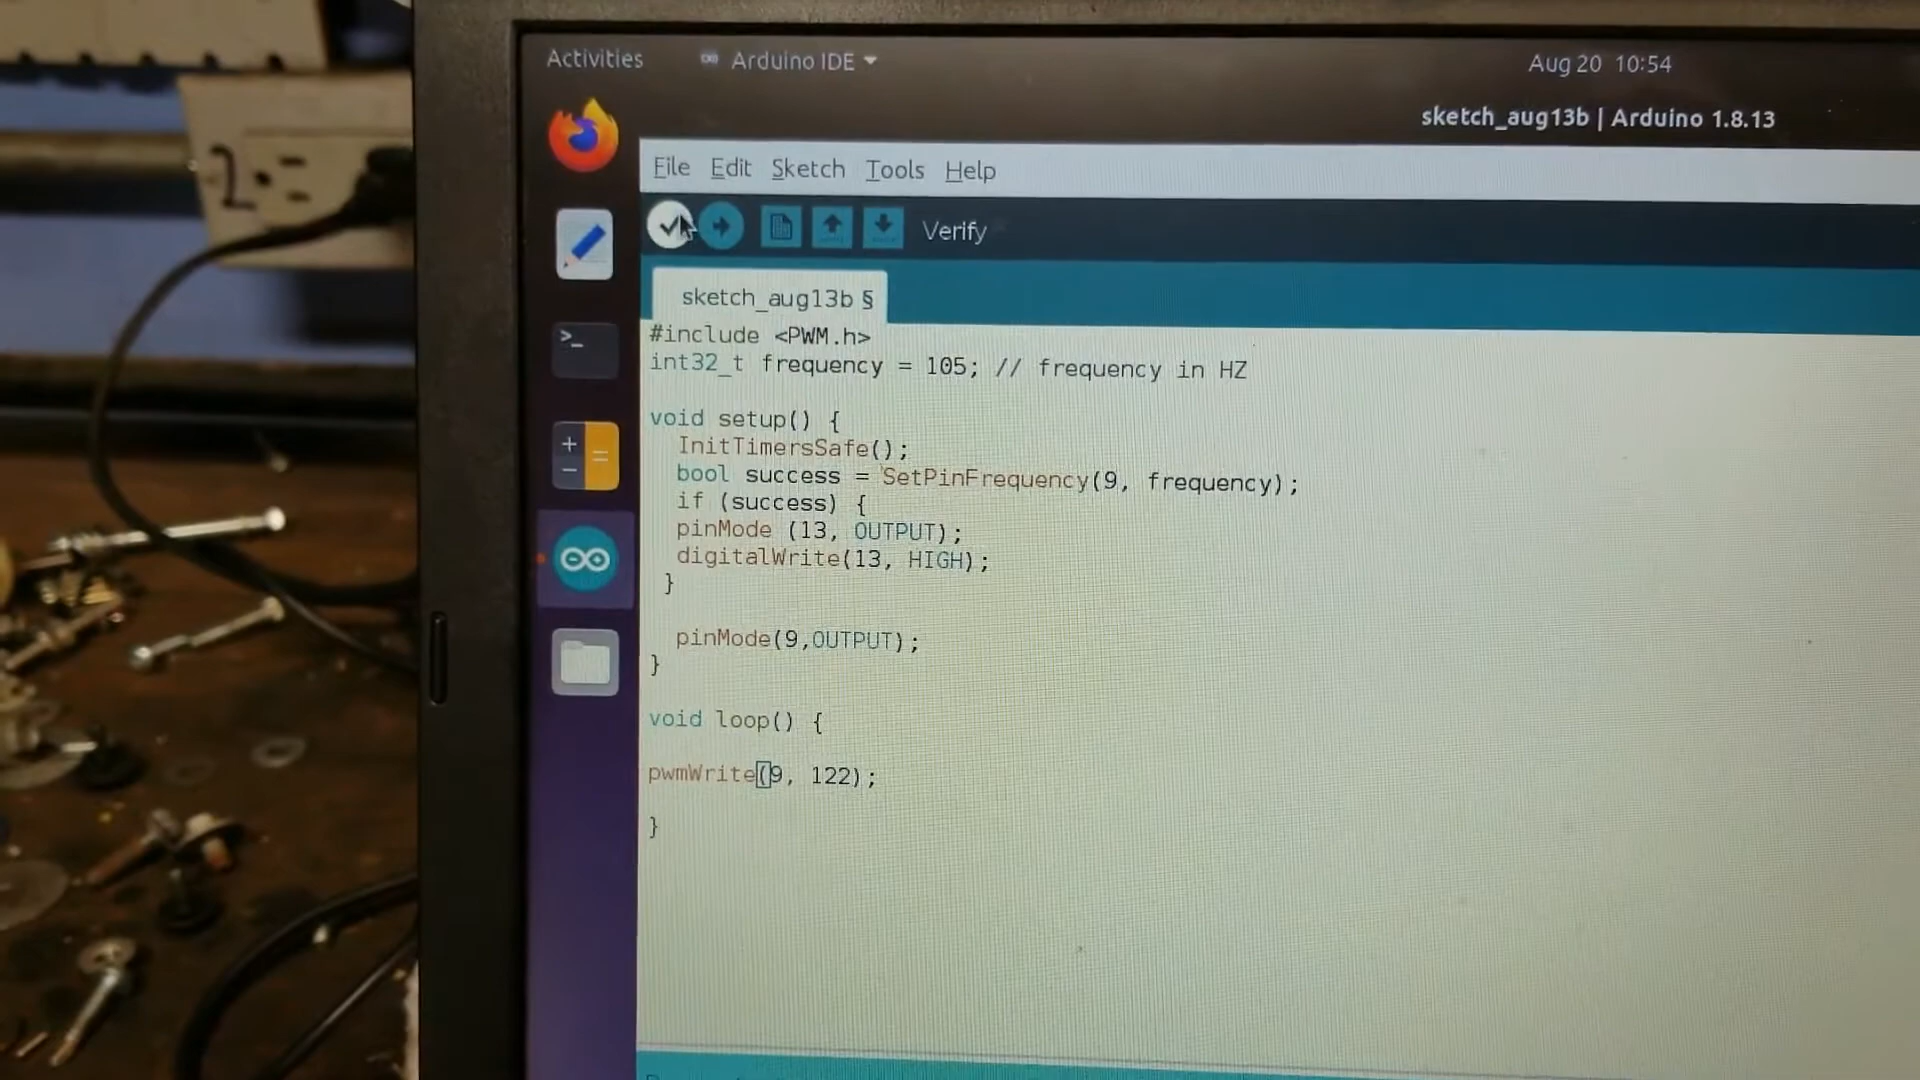 Activities
Arduino IDE
Aug 20 10:54
sketch_aug13b | Arduino 1.8.13
File Edit Sketch Tools Help
Verify
sketch_aug13b §
#include <PWM.h>
int32_t frequency = 105; // frequency in HZ
void setup() {
InitTimersSafe();
bool success = SetPinFrequency(9, frequency);
if (success) {
pinMode (13, OUTPUT);
digitalWrite(13, HIGH);
}
pinMode(9,OUTPUT);
}
void loop() {
pwmWrite(9, 122);
}
2